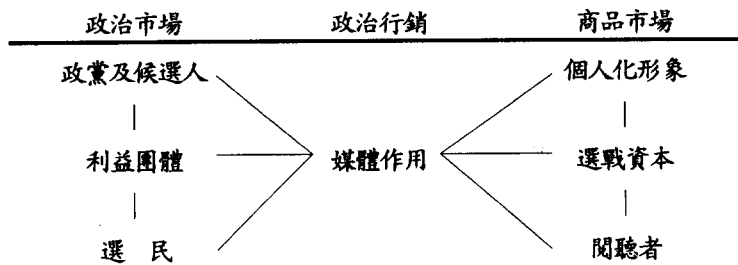 政治市場 政治行銷 商品市場
政黨及候選人 個人化形象
利益團體 媒體作用 選戰資本
選 民 閱聽者